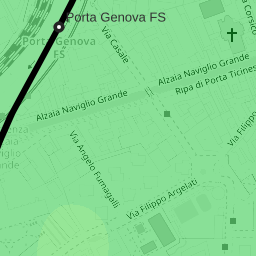 Porta Genova FS
Porta Genova
FS
Via Casale
Via Corsico
Alzaia Naviglio Grande
Ripa di Porta Ticinese
Alzaia Naviglio Grande
Via Angelo Fumagalli
Via Filippo Argelati